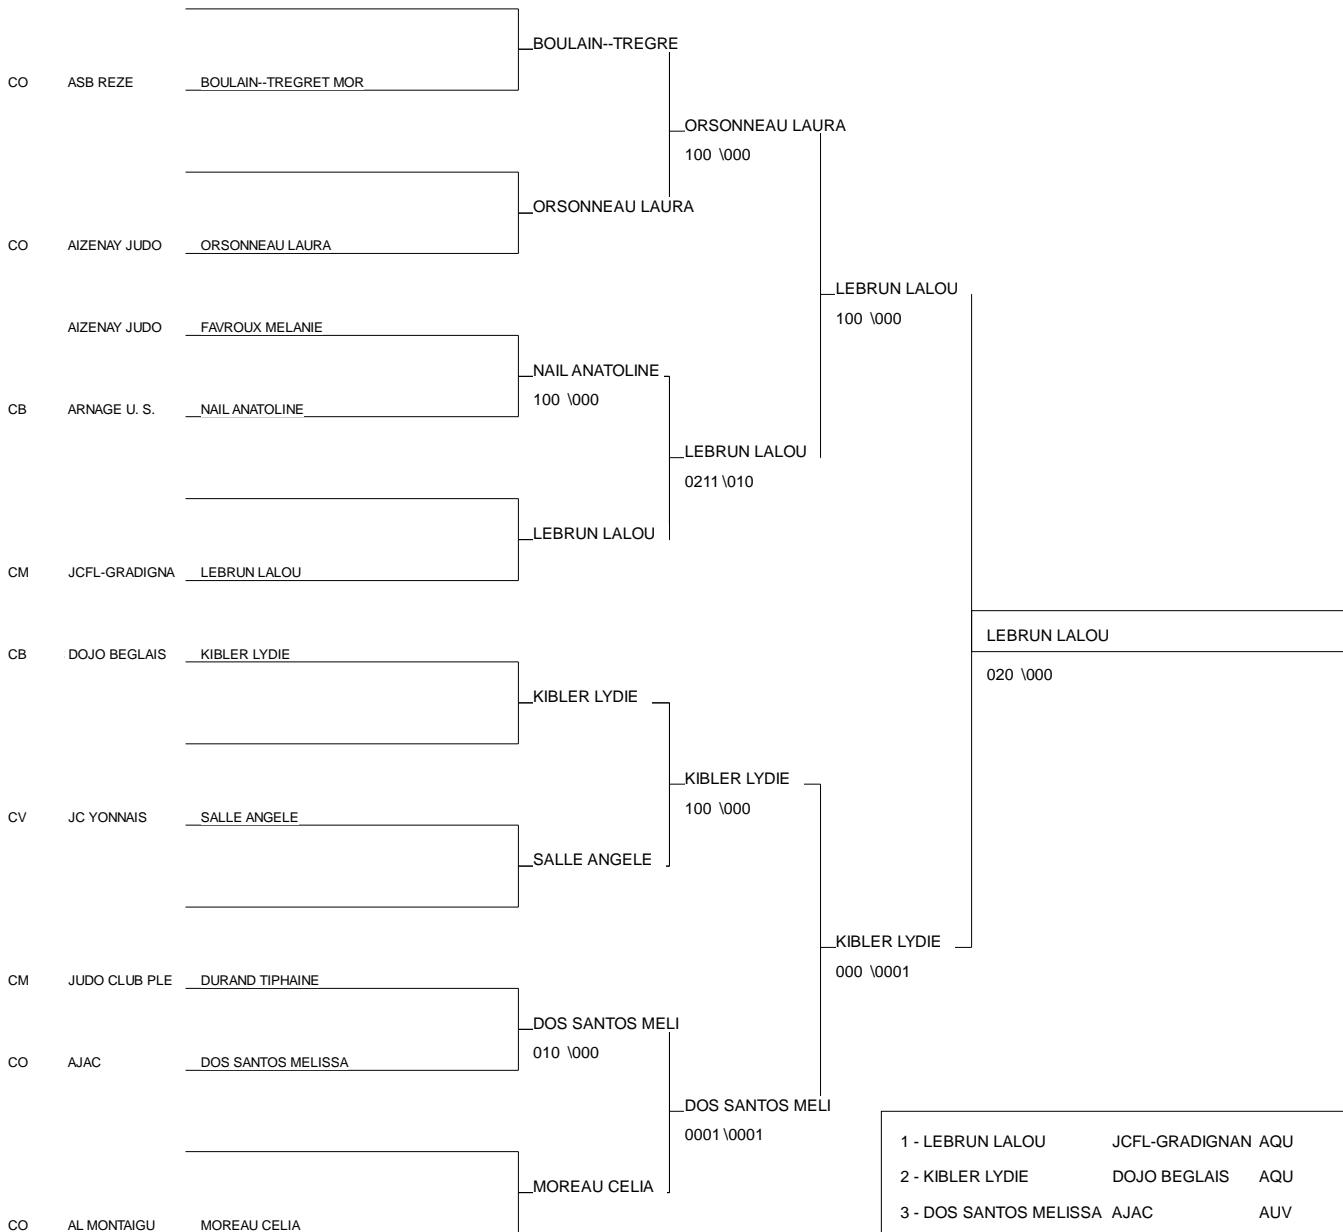 BOULAIN--TREGRE
CO ASB REZE BOULAIN--TREGRET MOR
ORSONNEAU LAURA
100 \000
ORSONNEAU LAURA
CO AIZENAY JUDO ORSONNEAU LAURA
LEBRUN LALOU
100 \000
AIZENAY JUDO FAVROUX MELANIE
NAIL ANATOLINE
100 \000
CB ARNAGE U. S. NAIL ANATOLINE
LEBRUN LALOU
0211 \010
LEBRUN LALOU
CM JCFL-GRADIGNA LEBRUN LALOU
LEBRUN LALOU
020 \000
CB DOJO BEGLAIS KIBLER LYDIE
KIBLER LYDIE
KIBLER LYDIE
100 \000
CV JC YONNAIS SALLE ANGELE
SALLE ANGELE
KIBLER LYDIE
000 \0001
CM JUDO CLUB PLE DURAND TIPHAINE
DOS SANTOS MELI
010 \000
CO AJAC DOS SANTOS MELISSA
DOS SANTOS MELI
0001 \0001
MOREAU CELIA
CO AL MONTAIGU MOREAU CELIA
1 - LEBRUN LALOU JCFL-GRADIGNAN AQU
2 - KIBLER LYDIE DOJO BEGLAIS AQU
3 - DOS SANTOS MELISSA AJAC AUV